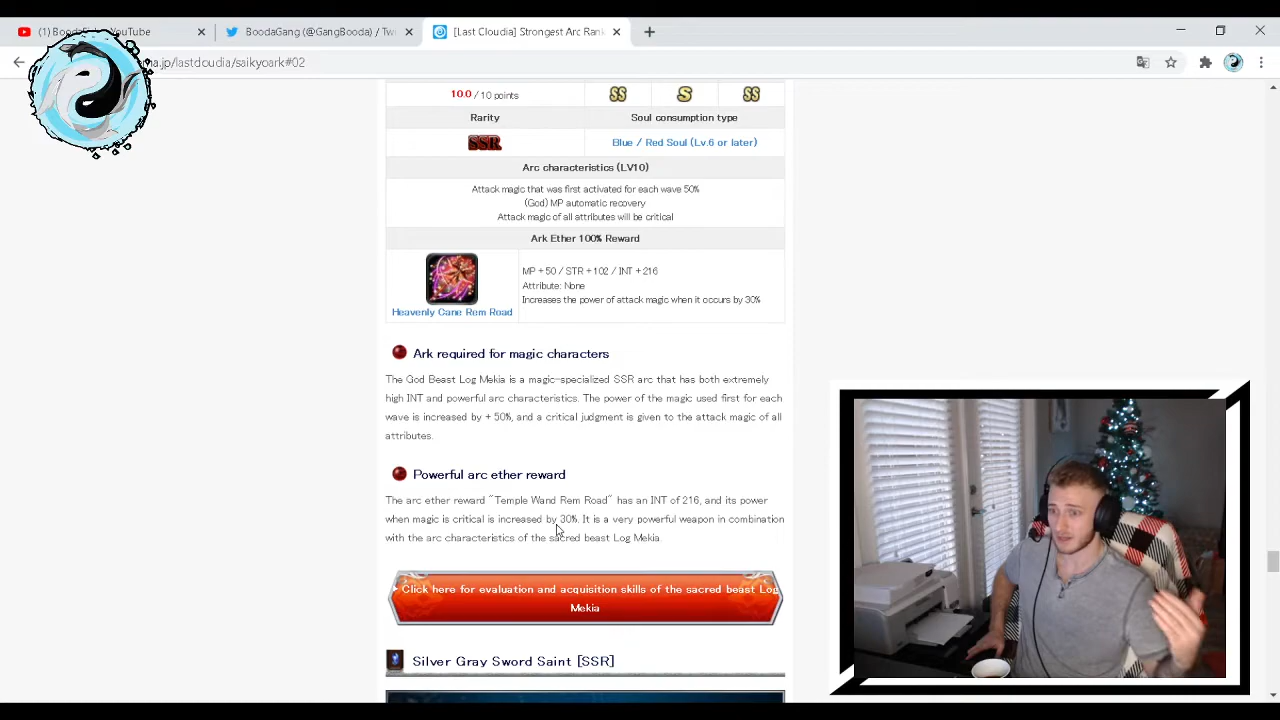 (1) Booda
YouTube
BoodaGang (@GangBooda) / Twi
[Last Cloudia] Strongest Arc Rank
ma.jp/lastcloudia/saikyoark#02
10.0 / 10 points
SS
S
SS
Rarity
Soul consumption type
SSR
Blue / Red Soul (Lv.6 or later)
Arc characteristics (LV10)
Attack magic that was first activated for each wave 50%
(God) MP automatic recovery
Attack magic of all attributes will be critical
Ark Ether 100% Reward
MP + 50 / STR + 102 / INT + 216
Attribute: None
Increases the power of attack magic when it occurs by 30%
Heavenly Cane Rem Road
Ark required for magic characters
The God Beast Log Mekia is a magic-specialized SSR arc that has both extremely
high INT and powerful arc characteristics. The power of the magic used first for each
wave is increased by + 50%, and a critical judgment is given to the attack magic of all
attributes.
Powerful arc ether reward
The arc ether reward "Temple Wand Rem Road" has an INT of 216, and its power
when magic is critical is increased by 30%. It is a very powerful weapon in combination
with the arc characteristics of the sacred beast Log Mekia.
Click here for evaluation and acquisition skills of the sacred beast Log
Mekia
Silver Gray Sword Saint [SSR]